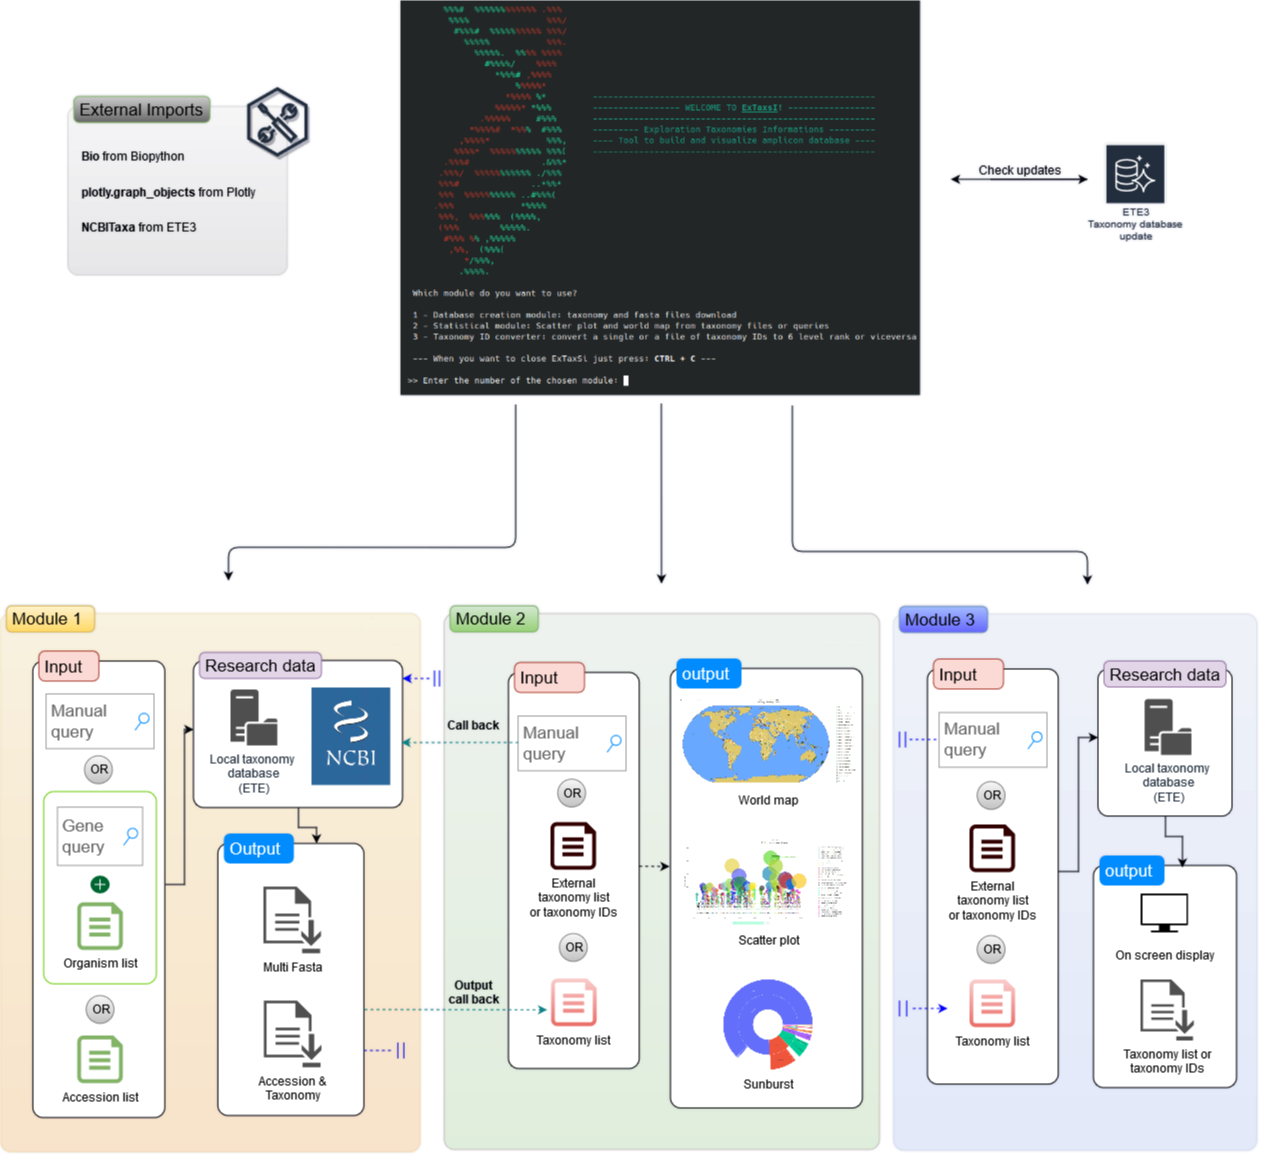 External Imports
Bio from Biopython
plotly.graph_objects from Plotly
NCBITaxa from ETE3
WELCOME TO ExTaxsI!
Exploration Taxonomies Informations
Tool to build and visualize amplicon database
Which module do you want to use?
1 - Database creation module: taxonomy and fasta files download
2 - Statistical module: Scatter plot and world map from taxonomy files or queries
3 - Taxonomy ID converter: convert a single or a file of taxonomy IDs to 6 level rank or viceversa
--- When you want to close ExTaxSi just press: CTRL + C ---
>> Enter the number of the chosen module:
Check updates
ETE3
Taxonomy database
update
Module 1
Input
Manual
query
OR
Gene
query
Organism list
OR
Accession list
Research data
Local taxonomy
database
(ETE)
NCBI
Output
Multi Fasta
Accession &
Taxonomy
Call back
Output
call back
Module 2
Input
Manual
query
OR
External
taxonomy list
or taxonomy IDs
OR
Taxonomy list
output
World map
Scatter plot
Sunburst
Module 3
Input
Manual
query
OR
External
taxonomy list
or taxonomy IDs
OR
Taxonomy list
Research data
Local taxonomy
database
(ETE)
output
On screen display
Taxonomy list or
taxonomy IDs